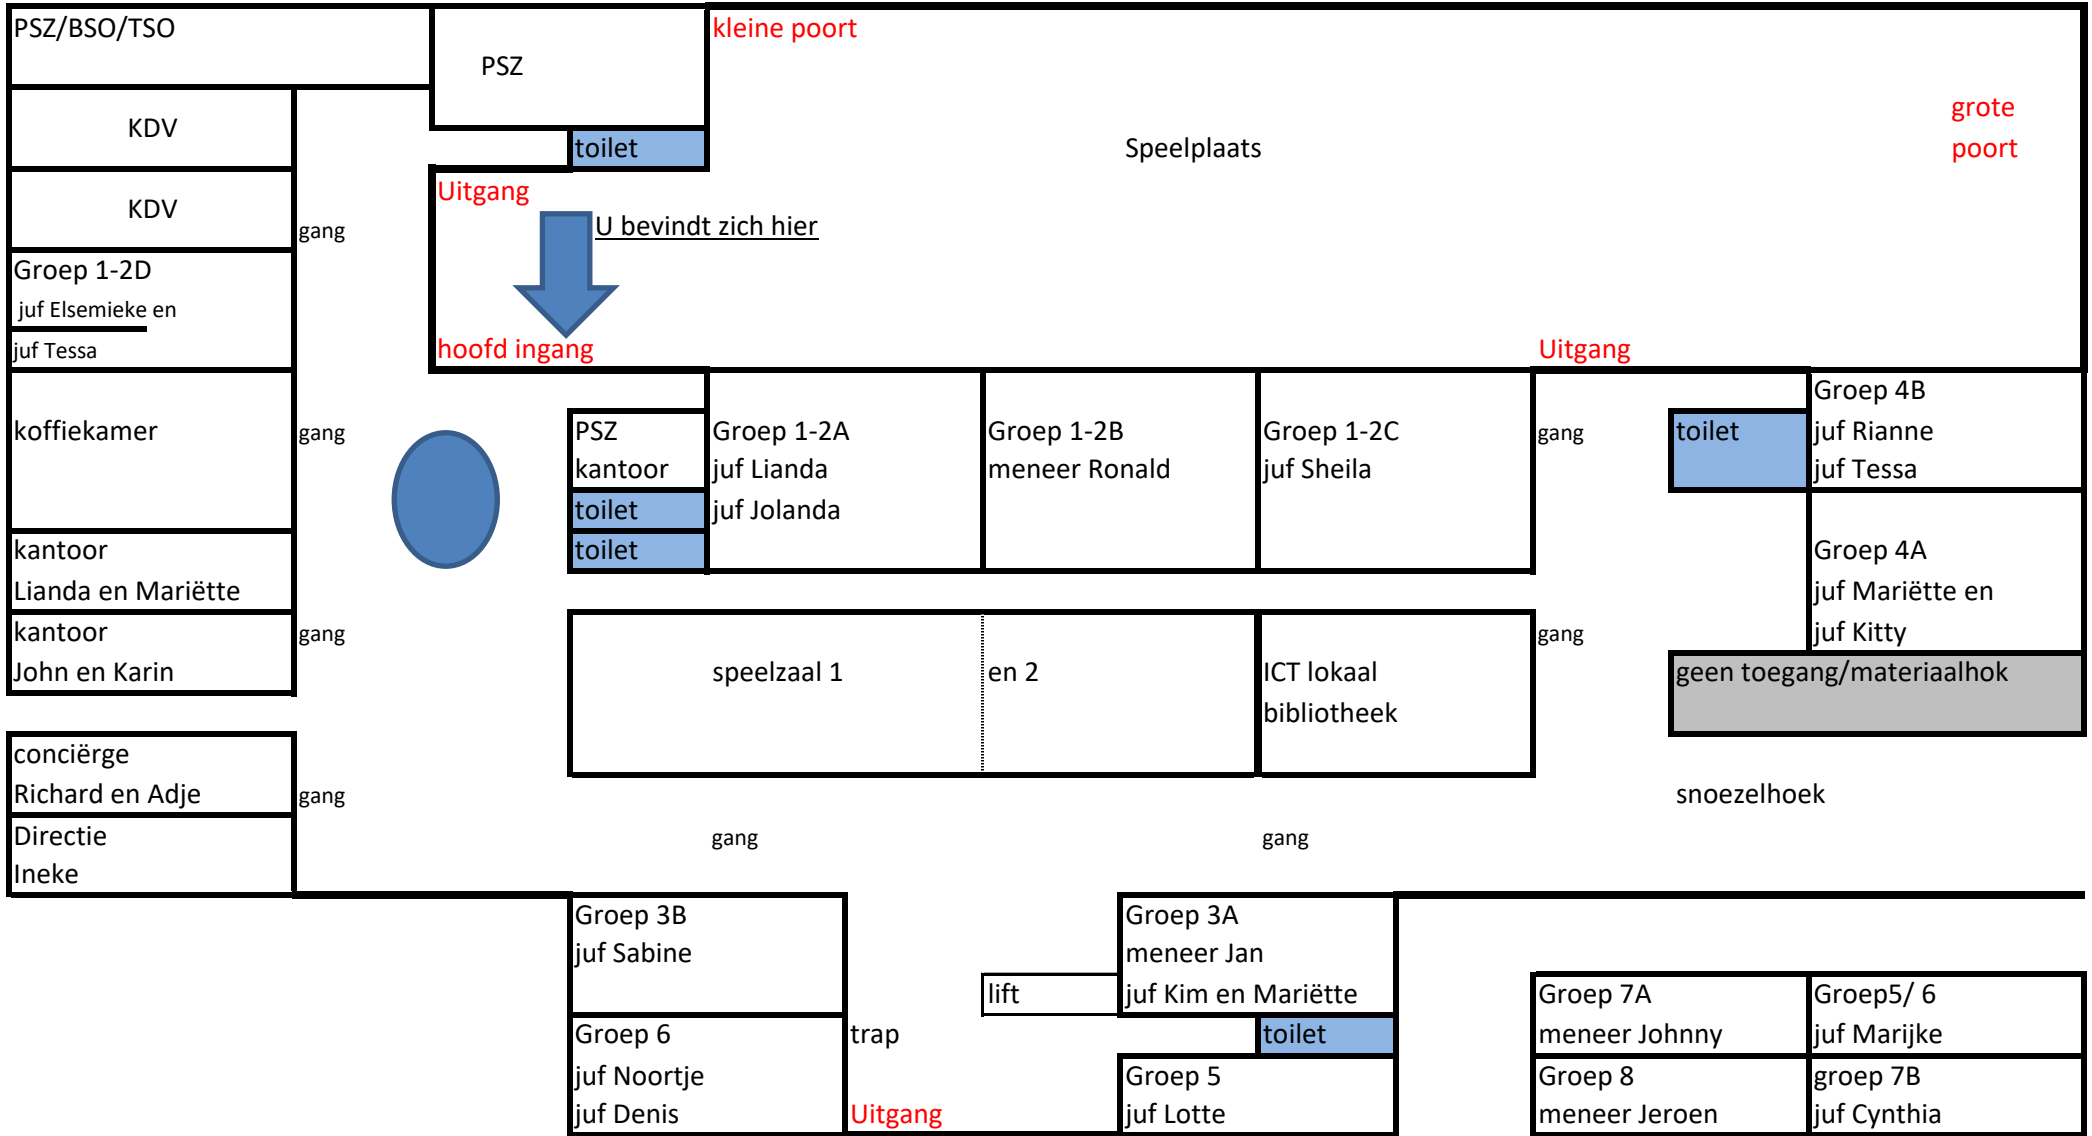 PSZ/BSO/TSO
PSZ
kleine poort
KDV
toilet
Speelplaats
grote
poort
KDV
gang
Uitgang
U bevindt zich hier
Groep 1-2D
juf Elsemieke en
juf Tessa
hoofd ingang
Uitgang
koffiekamer
gang
PSZ
kantoor
toilet
toilet
Groep 1-2A
juf Lianda
juf Jolanda
Groep 1-2B
meneer Ronald
Groep 1-2C
juf Sheila
gang
toilet
Groep 4B
juf Rianne
juf Tessa
kantoor
Lianda en Mariëtte
Groep 4A
juf Mariëtte en
juf Kitty
kantoor
John en Karin
gang
speelzaal 1
en 2
ICT lokaal
bibliotheek
gang
geen toegang/materiaalhok
conciërge
Richard en Adje
gang
snoezelhoek
Directie
Ineke
gang
gang
Groep 3B
juf Sabine
Groep 3A
meneer Jan
juf Kim en Mariëtte
lift
Groep 7A
meneer Johnny
Groep5/ 6
juf Marijke
Groep 6
juf Noortje
juf Denis
trap
Uitgang
toilet
Groep 5
juf Lotte
Groep 8
meneer Jeroen
groep 7B
juf Cynthia